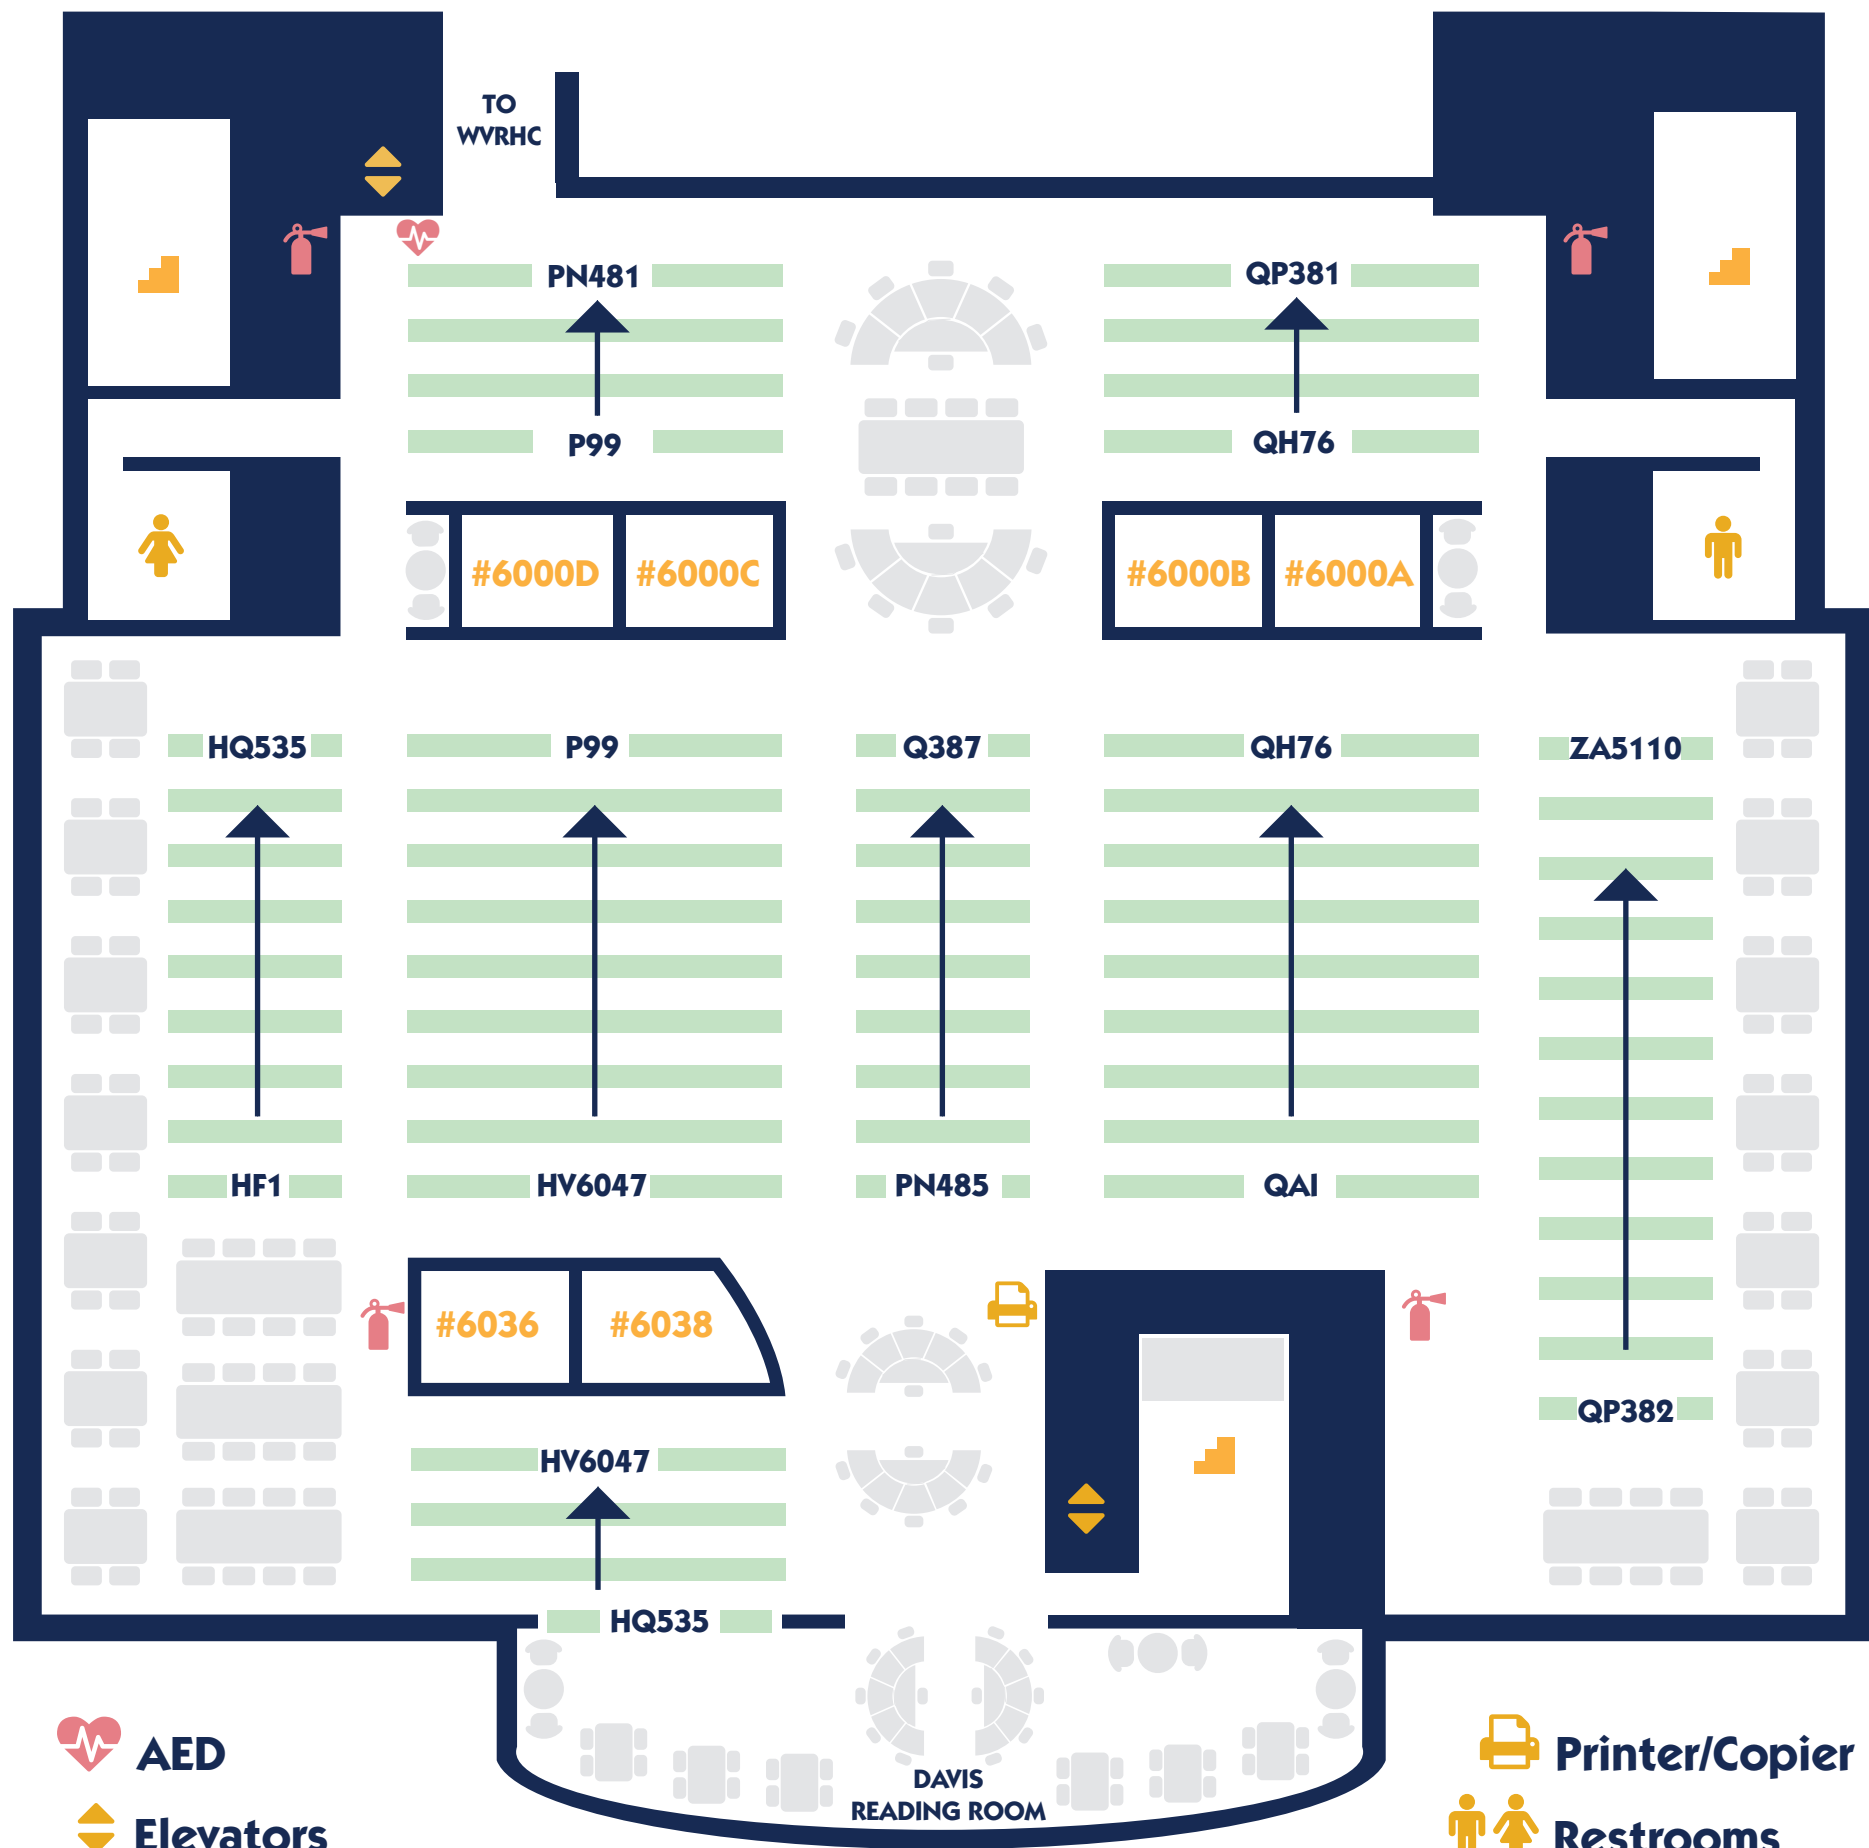 TO
WVRHC
PN481
QP381
P99
QH76
#6000D
#6000C
#6000B
#6000A
HQ535
P99
Q387
QH76
ZA5110
HF1
HV6047
PN485
QAI
#6036
#6038
QP382
HV6047
HQ535
DAVIS
READING ROOM
AED
Printer/Copier
Elevators
Restrooms